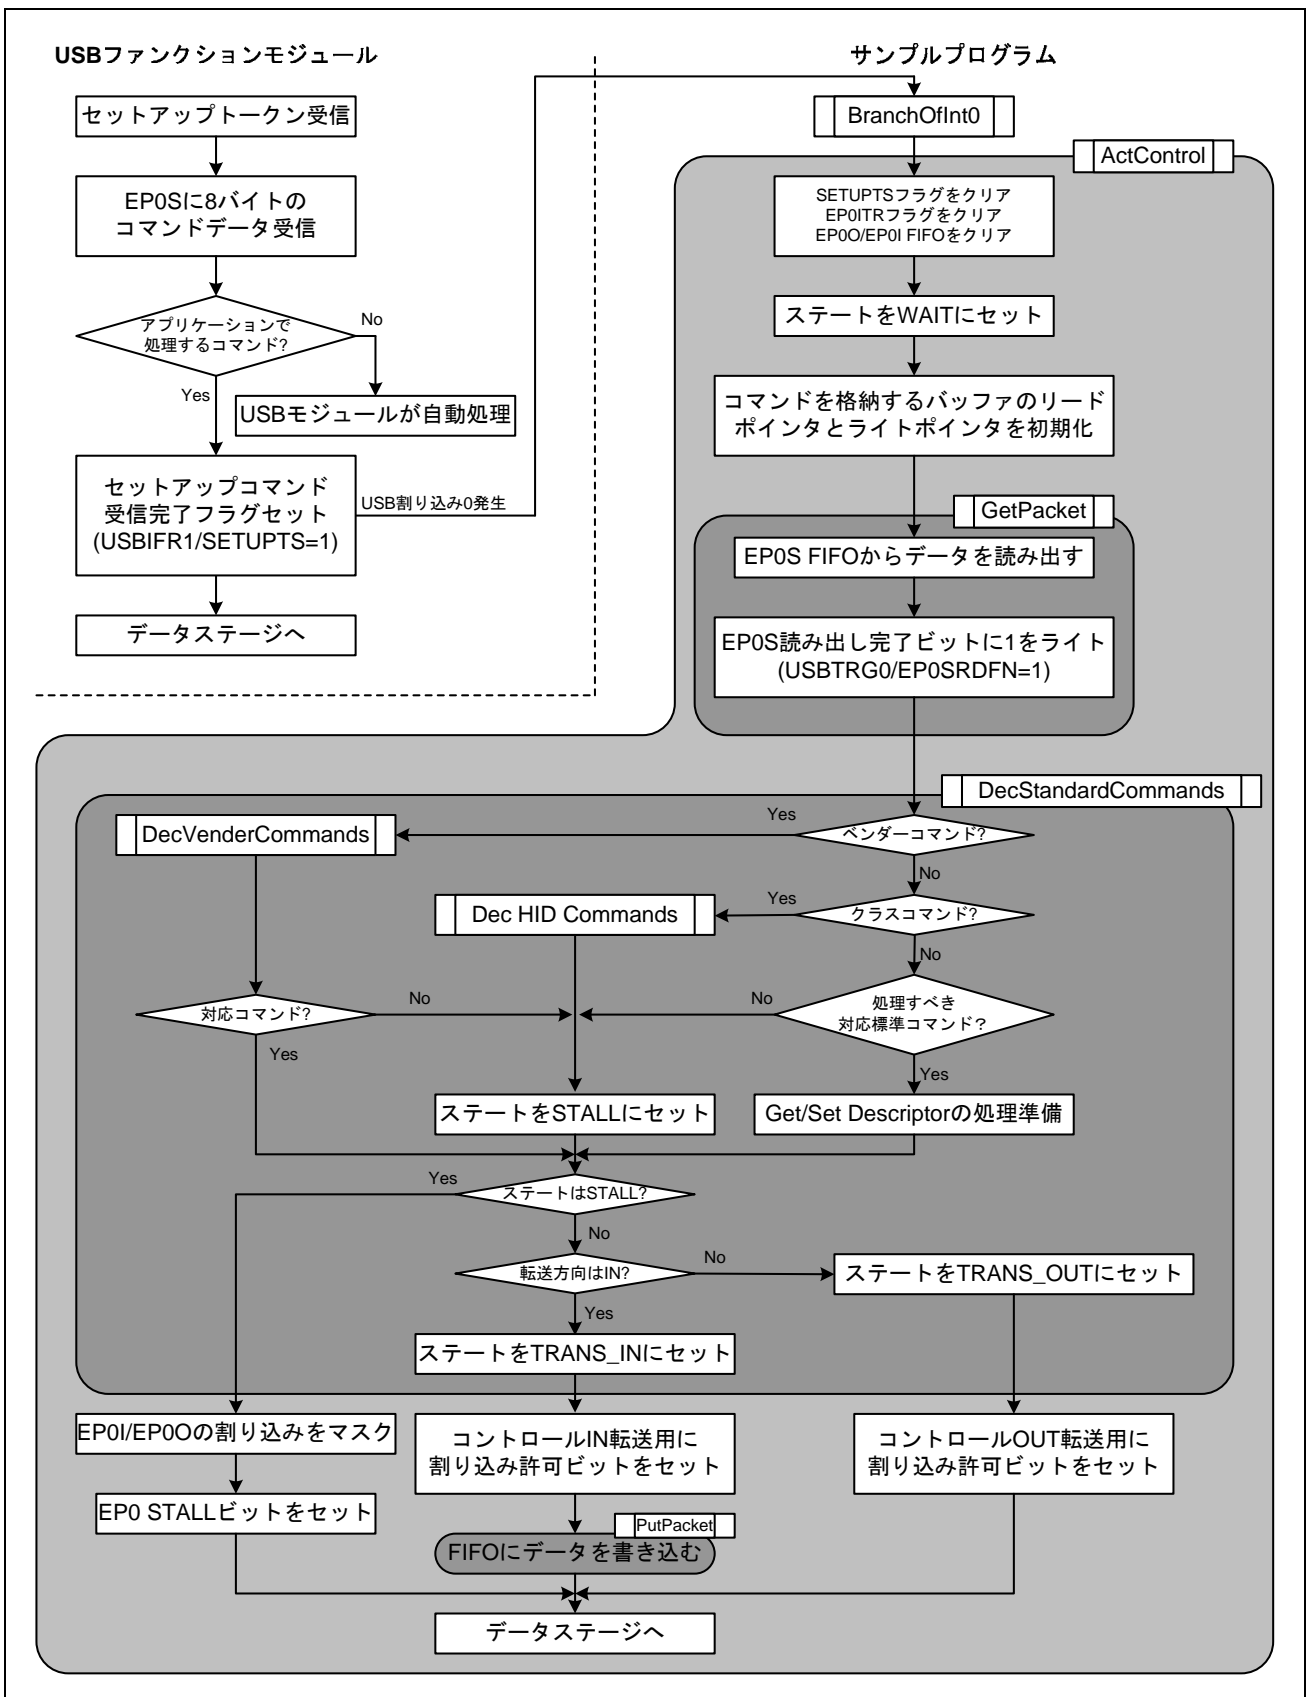 USBファンクションモジュール
サンプルプログラム
セットアップトークン受信
EP0Sに8バイトの
コマンドデータ受信
アプリケーションで
処理するコマンド?
No
Yes
USBモジュールが自動処理
セットアップコマンド
受信完了フラグセット
(USBIFR1/SETUPTS=1)
USB割り込み0発生
データステージへ
BranchOfInt0
ActControl
SETUPTSフラグをクリア
EP0ITRフラグをクリア
EP0O/EP0I FIFOをクリア
ステートをWAITにセット
コマンドを格納するバッファのリード
ポインタとライトポインタを初期化
GetPacket
EP0S FIFOからデータを読み出す
EP0S読み出し完了ビットに1をライト
(USBTRG0/EP0SRDFN=1)
DecStandardCommands
ベンダーコマンド?
Yes
DecVenderCommands
No
クラスコマンド?
Yes
Dec HID Commands
No
処理すべき
対応標準コマンド?
No
対応コマンド?
No
Yes
Yes
ステートをSTALLにセット
Get/Set Descriptorの処理準備
ステートはSTALL?
Yes
No
転送方向はIN?
No
ステートをTRANS_OUTにセット
Yes
ステートをTRANS_INにセット
EP0I/EP0Oの割り込みをマスク
コントロールIN転送用に
割り込み許可ビットをセット
コントロールOUT転送用に
割り込み許可ビットをセット
EP0 STALLビットをセット
PutPacket
FIFOにデータを書き込む
データステージへ